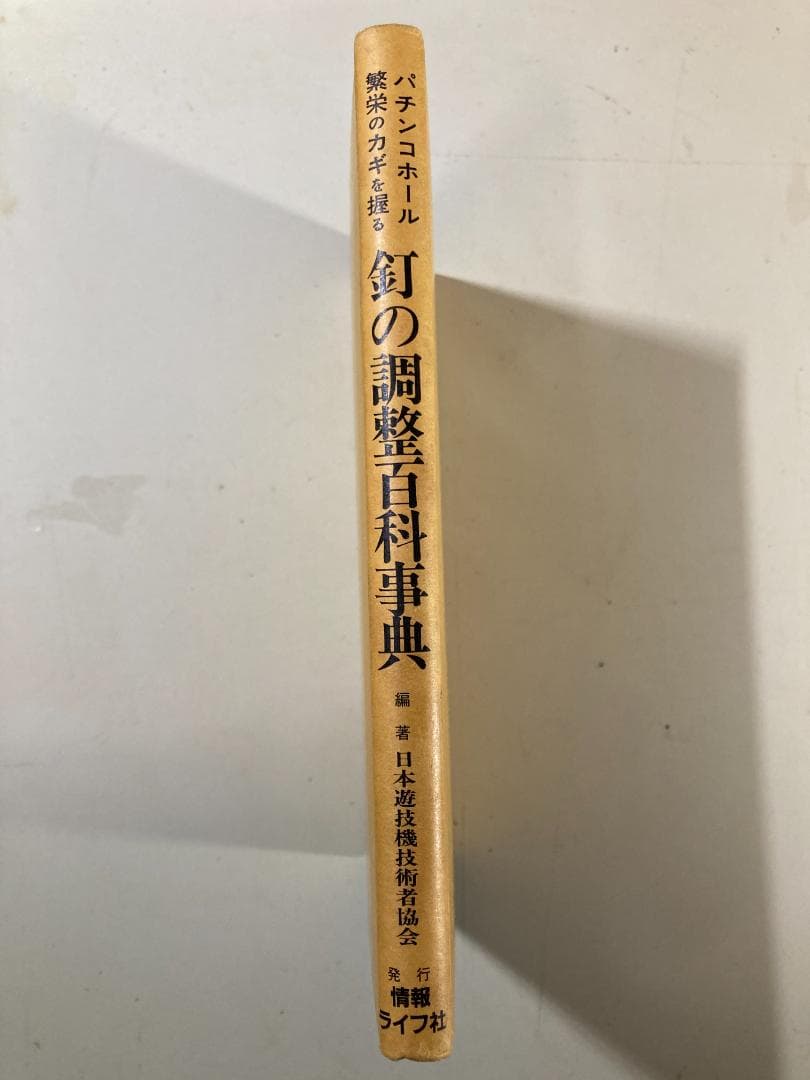 パチンコホール
繁栄のカギを握る
釘の調整百科事典
編著
日本遊技機技術者協会
発行
情報
ライフ社